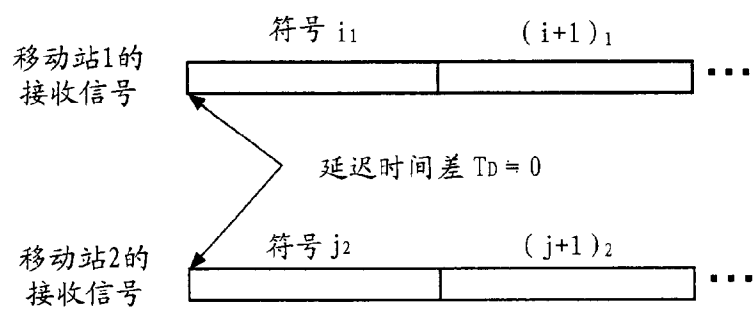 符号 i₁ (i+1)₁
移动站1的
接收信号
延迟时间差 TD ≒ 0
符号 j₂ (j+1)₂
移动站2的
接收信号